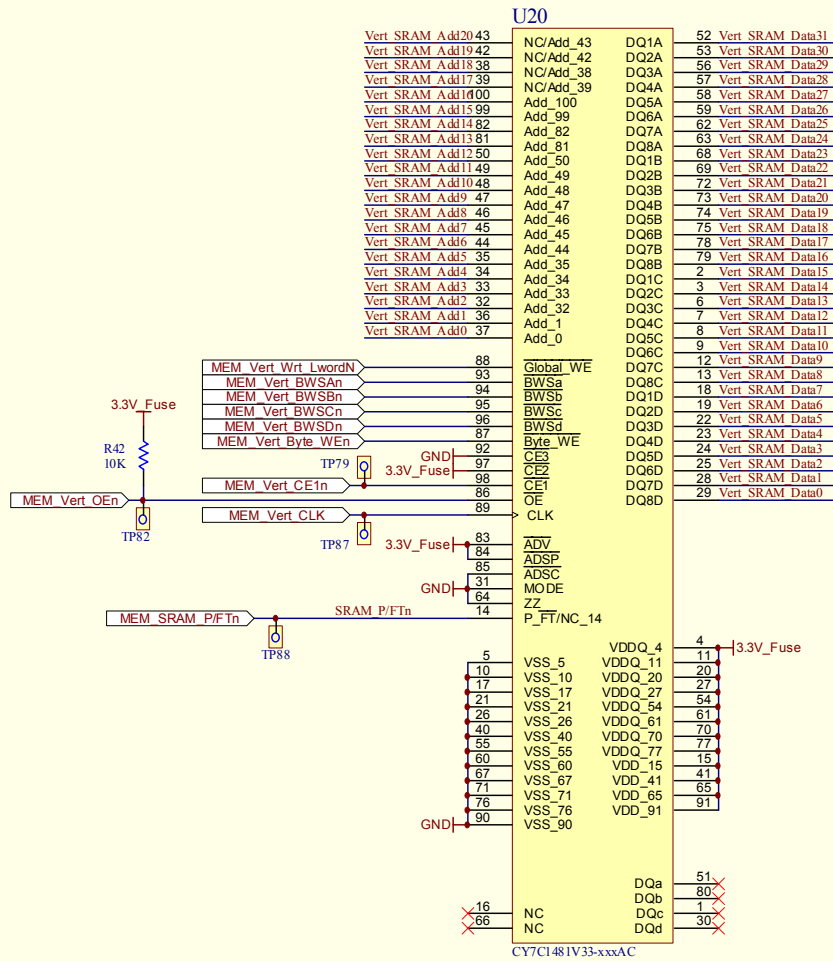 U20
Vert_SRAM_Add20 43 NC/Add_43 DQ1A 52 Vert_SRAM_Data31
Vert_SRAM_Add19 42 NC/Add_42 DQ2A 53 Vert_SRAM_Data30
Vert_SRAM_Add18 38 NC/Add_38 DQ3A 56 Vert_SRAM_Data29
Vert_SRAM_Add17 39 NC/Add_39 DQ4A 57 Vert_SRAM_Data28
Vert_SRAM_Add16 100 Add_100 DQ5A 58 Vert_SRAM_Data27
Vert_SRAM_Add15 99 Add_99 DQ6A 59 Vert_SRAM_Data26
Vert_SRAM_Add14 82 Add_82 DQ7A 62 Vert_SRAM_Data25
Vert_SRAM_Add13 81 Add_81 DQ8A 63 Vert_SRAM_Data24
Vert_SRAM_Add12 50 Add_50 DQ1B 68 Vert_SRAM_Data23
Vert_SRAM_Add11 49 Add_49 DQ2B 69 Vert_SRAM_Data22
Vert_SRAM_Add10 48 Add_48 DQ3B 72 Vert_SRAM_Data21
Vert_SRAM_Add9 47 Add_47 DQ4B 73 Vert_SRAM_Data20
Vert_SRAM_Add8 46 Add_46 DQ5B 74 Vert_SRAM_Data19
Vert_SRAM_Add7 45 Add_45 DQ6B 75 Vert_SRAM_Data18
Vert_SRAM_Add6 44 Add_44 DQ7B 78 Vert_SRAM_Data17
Vert_SRAM_Add5 35 Add_35 DQ8B 79 Vert_SRAM_Data16
Vert_SRAM_Add4 34 Add_34 DQ1C 2 Vert_SRAM_Data15
Vert_SRAM_Add3 33 Add_33 DQ2C 3 Vert_SRAM_Data14
Vert_SRAM_Add2 32 Add_32 DQ3C 6 Vert_SRAM_Data13
Vert_SRAM_Add1 36 Add_1 DQ4C 7 Vert_SRAM_Data12
Vert_SRAM_Add0 37 Add_0 DQ5C 8 Vert_SRAM_Data11
DQ6C 9 Vert_SRAM_Data10
MEM_Vert_Wrt_LwordN 88 Global_WE DQ7C 12 Vert_SRAM_Data9
MEM_Vert_BWSAn 93 BWSa DQ8C 13 Vert_SRAM_Data8
MEM_Vert_BWSBn 94 BWSb DQ1D 18 Vert_SRAM_Data7
3.3V_Fuse MEM_Vert_BWSCn 95 BWSc DQ2D 19 Vert_SRAM_Data6
MEM_Vert_BWSDn 96 BWSd DQ3D 22 Vert_SRAM_Data5
MEM_Vert_Byte_WEn 87 Byte_WE DQ4D 23 Vert_SRAM_Data4
R42 GND 92 CE3 DQ5D 24 Vert_SRAM_Data3
10K TP79 3.3V_Fuse 97 CE2 DQ6D 25 Vert_SRAM_Data2
MEM_Vert_CE1n 98 CE1 DQ7D 28 Vert_SRAM_Data1
MEM_Vert_OEn 86 OE DQ8D 29 Vert_SRAM_Data0
MEM_Vert_CLK 89 CLK
TP82 TP87 3.3V_Fuse 83 ADV
84 ADSP
85 ADSC
GND 31 MODE
64 ZZ
MEM_SRAM_P/FTn SRAM_P/FTn 14 P_FT/NC_14
TP88
VDDQ_4 4 3.3V_Fuse
5 VSS_5 VDDQ_11 11
10 VSS_10 VDDQ_20 20
17 VSS_17 VDDQ_27 27
21 VSS_21 VDDQ_54 54
26 VSS_26 VDDQ_61 61
40 VSS_40 VDDQ_70 70
55 VSS_55 VDDQ_77 77
60 VSS_60 VDD_15 15
67 VSS_67 VDD_41 41
71 VSS_71 VDD_65 65
76 VSS_76 VDD_91 91
GND 90 VSS_90
DQa 51
DQb 80
16 NC DQc 1
66 NC DQd 30
CY7C1481V33-xxxAC